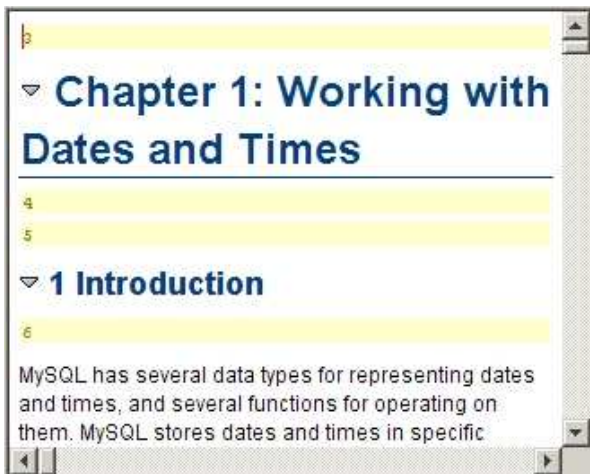 3
Chapter 1: Working with
Dates and Times
4
5
1 Introduction
6
MySQL has several data types for representing dates
and times, and several functions for operating on
them. MySQL stores dates and times in specific